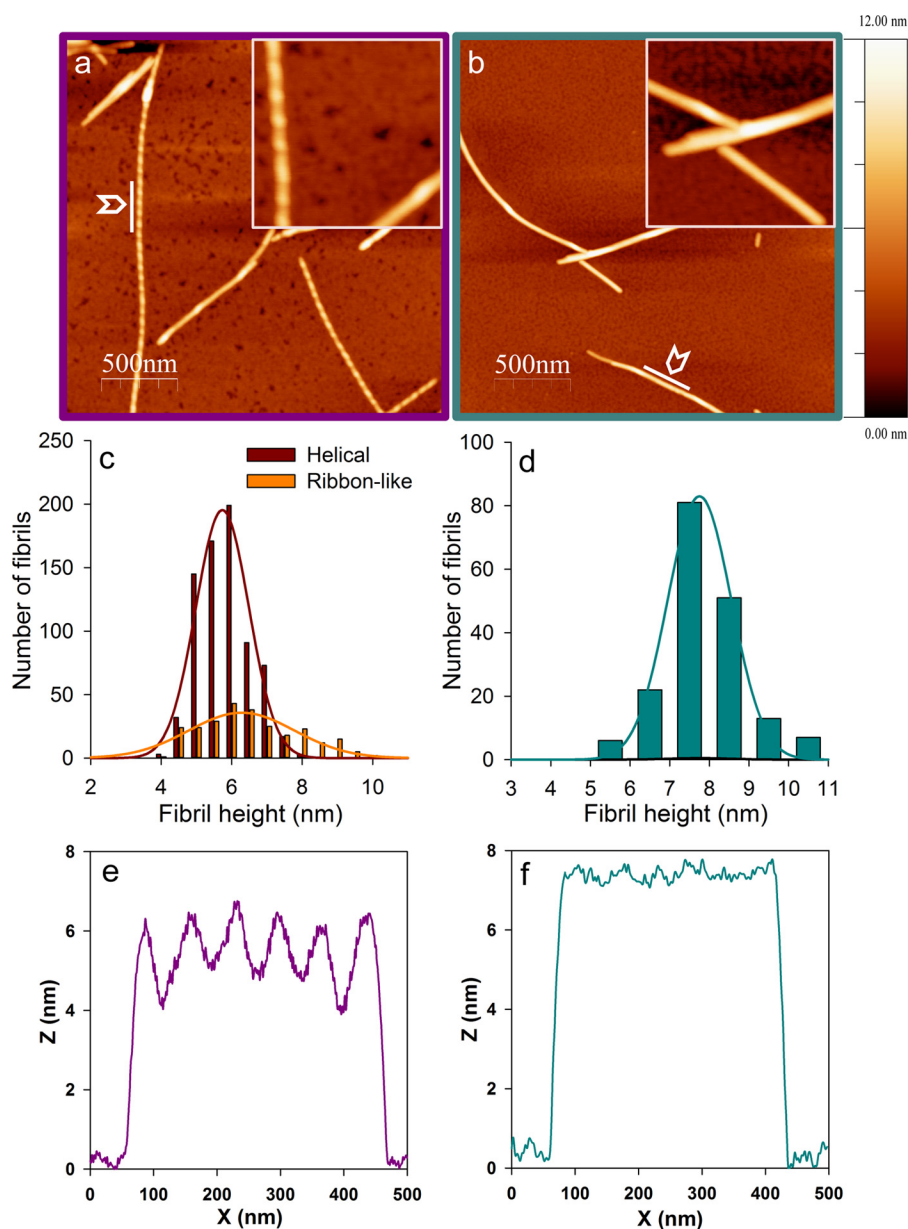 12.00 nm
a
b
500nm
500nm
0.00 nm
c
Helical
Ribbon-like
250
200
150
100
50
0
Number of fibrils
2 4 6 8 10
Fibril height (nm)
d
100
80
60
40
20
0
Number of fibrils
3 4 5 6 7 8 9 10 11
Fibril height (nm)
e
8
6
4
2
0
Z (nm)
0 100 200 300 400 500
X (nm)
f
8
6
4
2
0
Z (nm)
0 100 200 300 400 500
X (nm)